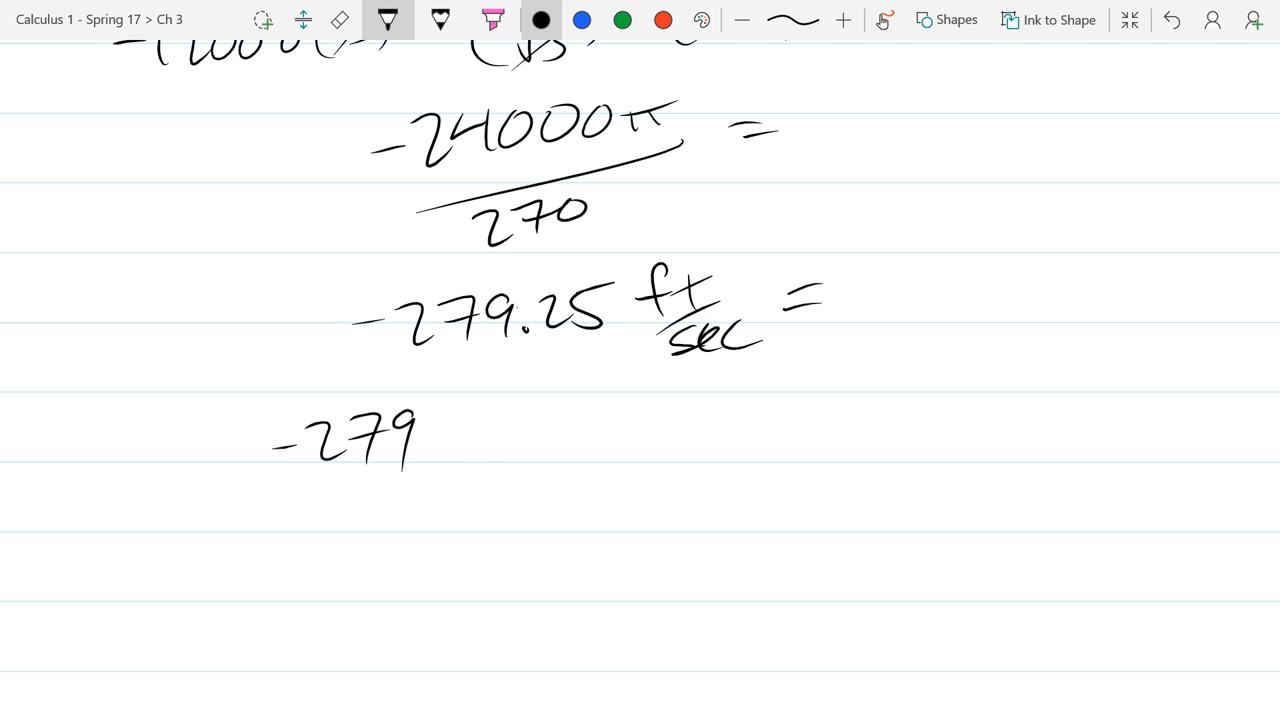 Calculus 1 - Spring 17 > Ch 3 Shapes Ink to Shape
-24000π =
270
-279.25 ft/sec =
-279